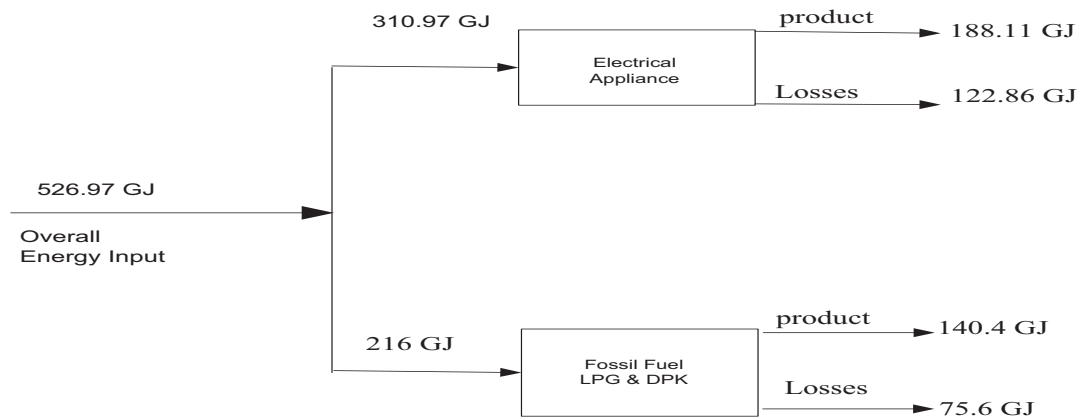 310.97 GJ
product
188.11 GJ
Electrical
Appliance
Losses
122.86 GJ
526.97 GJ
Overall
Energy Input
216 GJ
product
140.4 GJ
Fossil Fuel
LPG & DPK
Losses
75.6 GJ